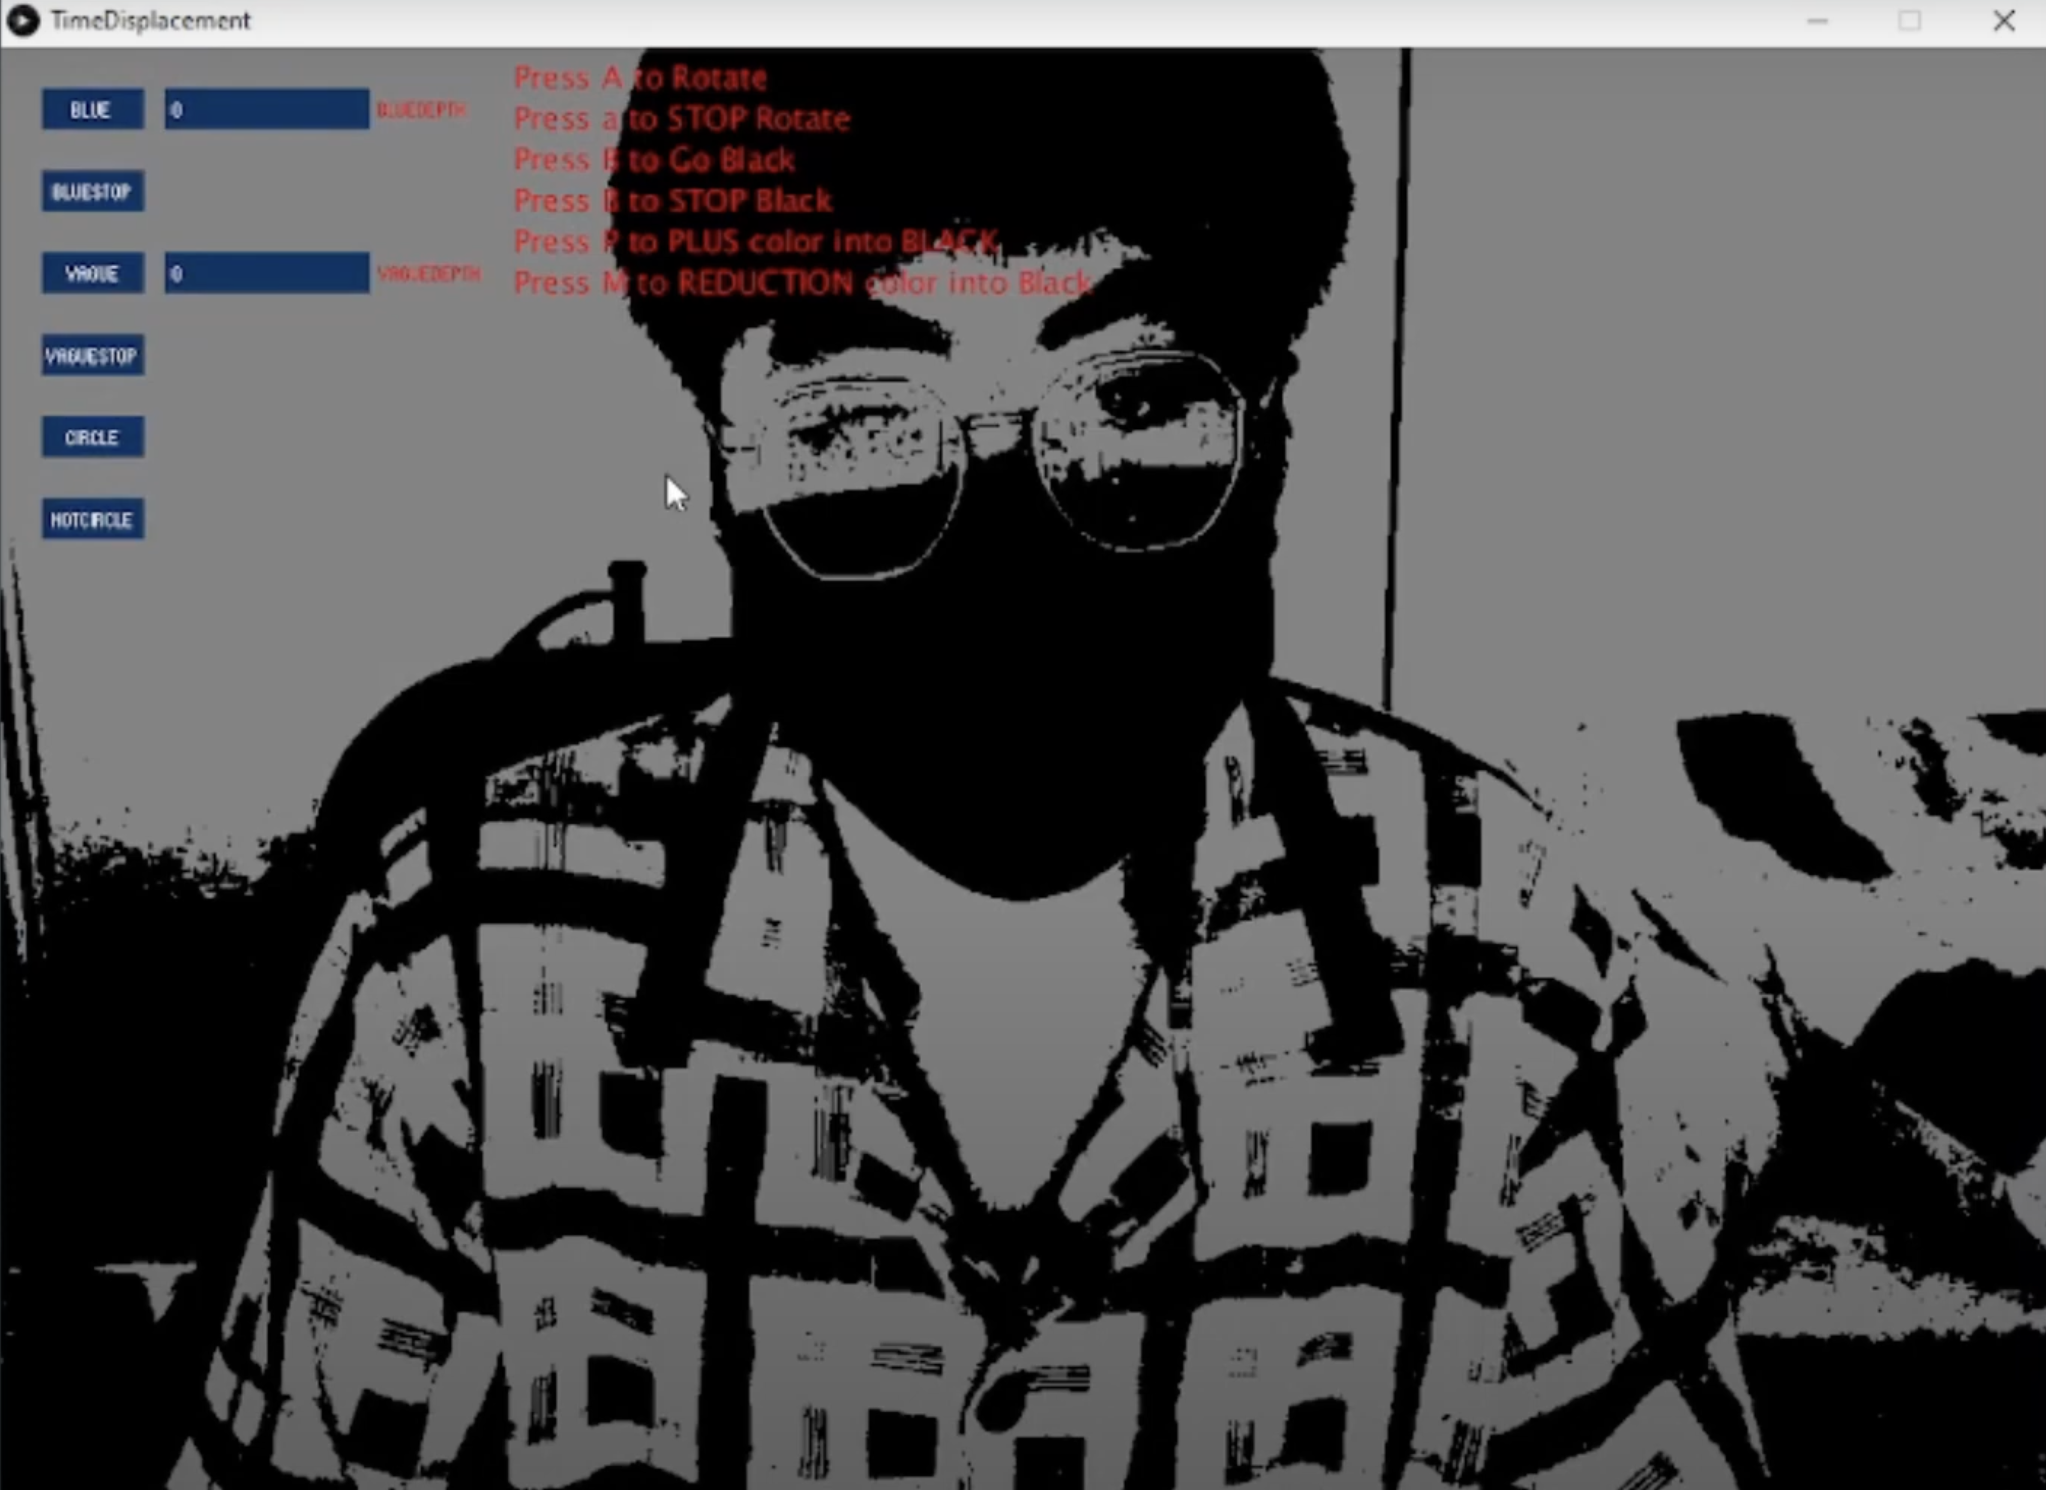 TimeDisplacement
BLUE 0 BLUEDEPTH
BLUESTOP
VAGUE 0 VAGUEDEPTH
VAGUESTOP
CIRCLE
NOTCIRCLE
Press A to Rotate
Press a to STOP Rotate
Press B to Go Black
Press B to STOP Black
Press P to PLUS color into BLACK
Press M to REDUCTION color into Black